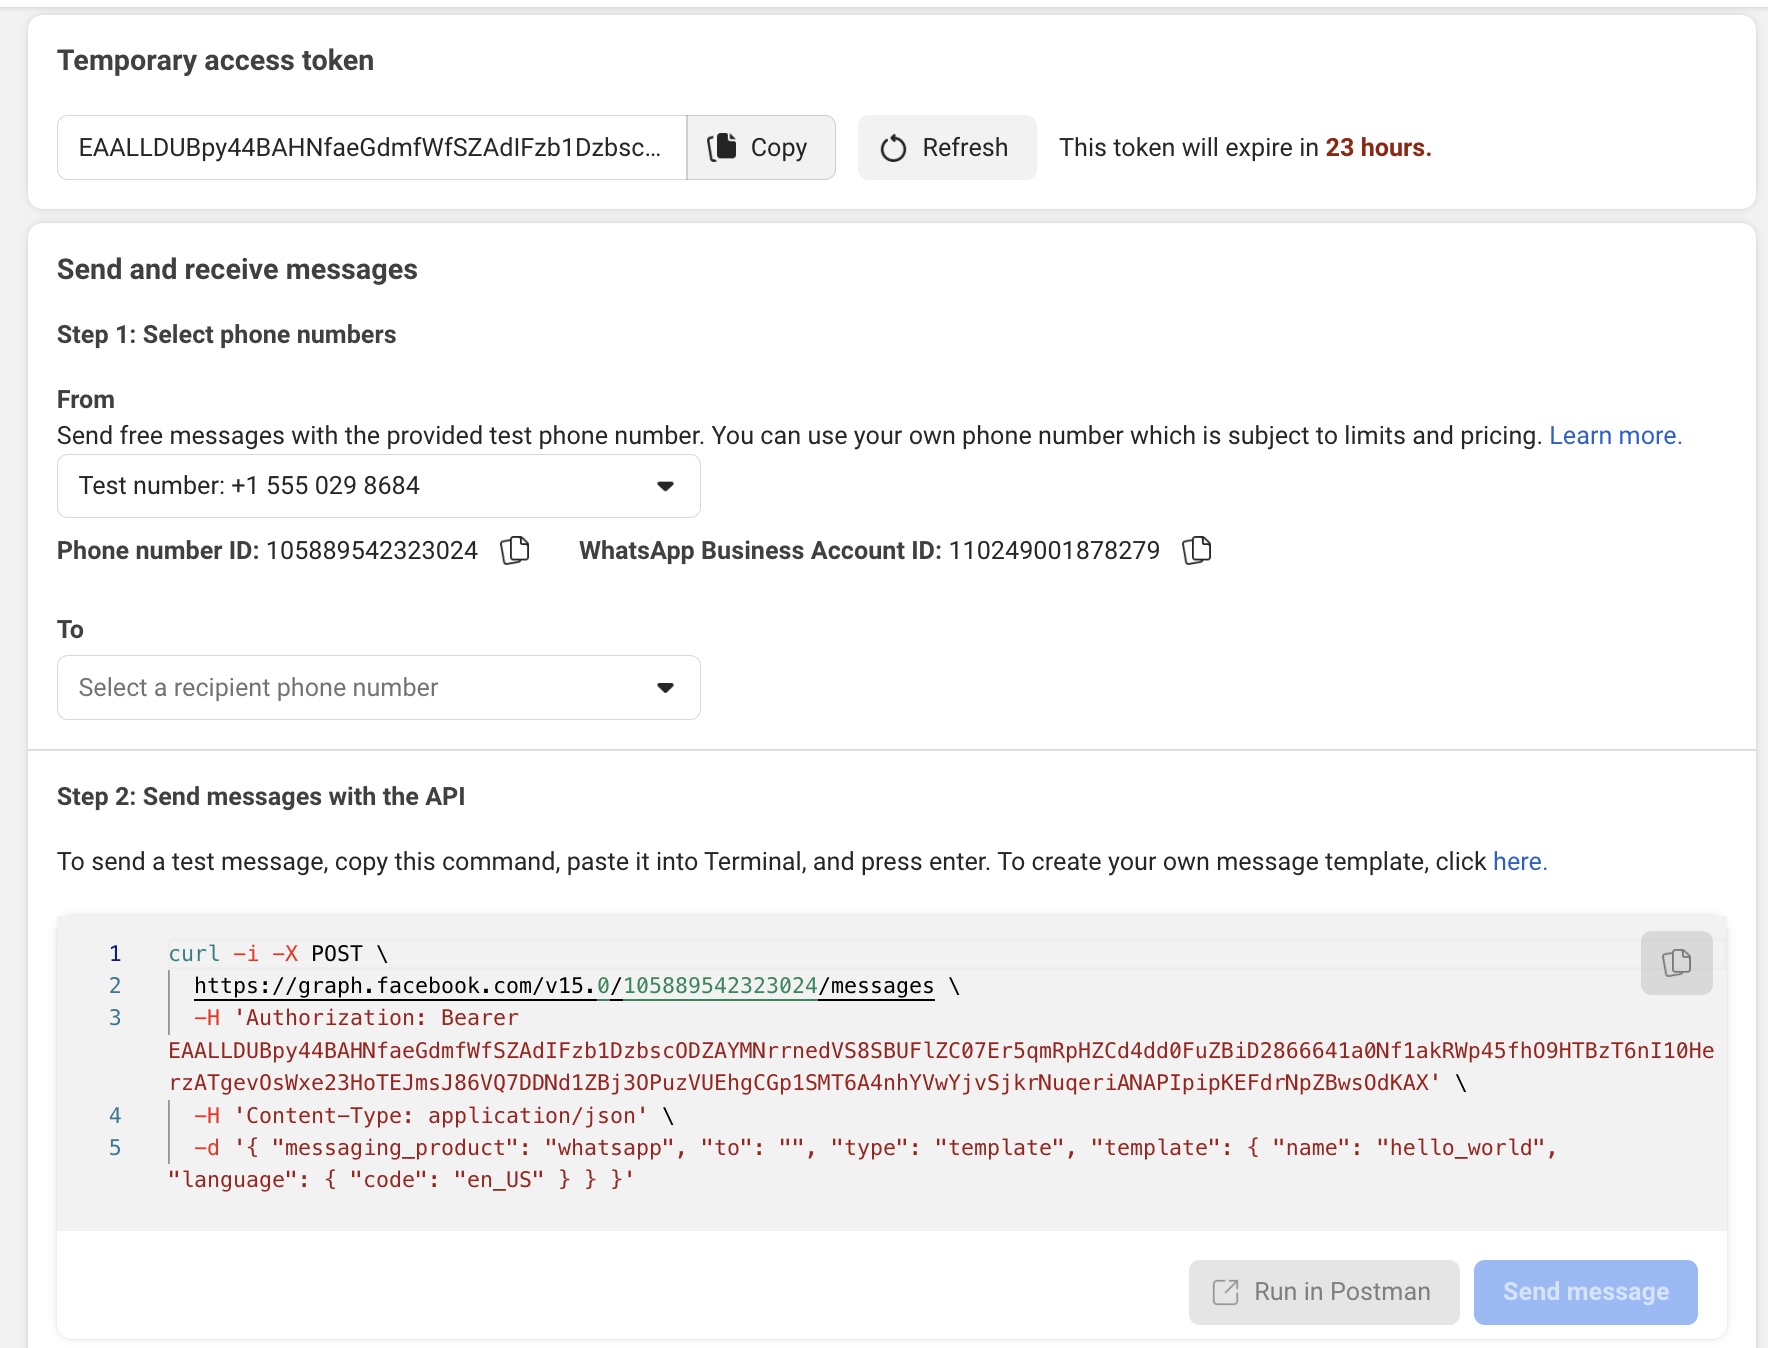 Temporary access token
EAALLDUBpy44BAHNfaeGdmfWfSZAdIFzb1Dzbsc...
Copy
Refresh
This token will expire in 23 hours.
Send and receive messages
Step 1: Select phone numbers
From
Send free messages with the provided test phone number. You can use your own phone number which is subject to limits and pricing. Learn more.
Test number: +1 555 029 8684
Phone number ID: 105889542323024
WhatsApp Business Account ID: 110249001878279
To
Select a recipient phone number
Step 2: Send messages with the API
To send a test message, copy this command, paste it into Terminal, and press enter. To create your own message template, click here.
1 curl -i -X POST \
2 https://graph.facebook.com/v15.0/105889542323024/messages \
3 -H 'Authorization: Bearer
EAALLDUBpy44BAHNfaeGdmfWfSZAdIFzb1DzbscODZAYMNrrnedVS8SBUFlZC07Er5qmRpHZCd4dd0FuZBiD2866641a0Nf1akRWp45fhO9HTBzT6nI10He
rzATgevOsWxe23HoTEJmsJ86VQ7DDNd1ZBj3OPuzVUEhgCGp1SMT6A4nhYVwYjvSjkrNuqeriANAPIpipKEFdrNpZBwsOdKAX' \
4 -H 'Content-Type: application/json' \
5 -d '{ "messaging_product": "whatsapp", "to": "", "type": "template", "template": { "name": "hello_world",
"language": { "code": "en_US" } } }'
Run in Postman
Send message